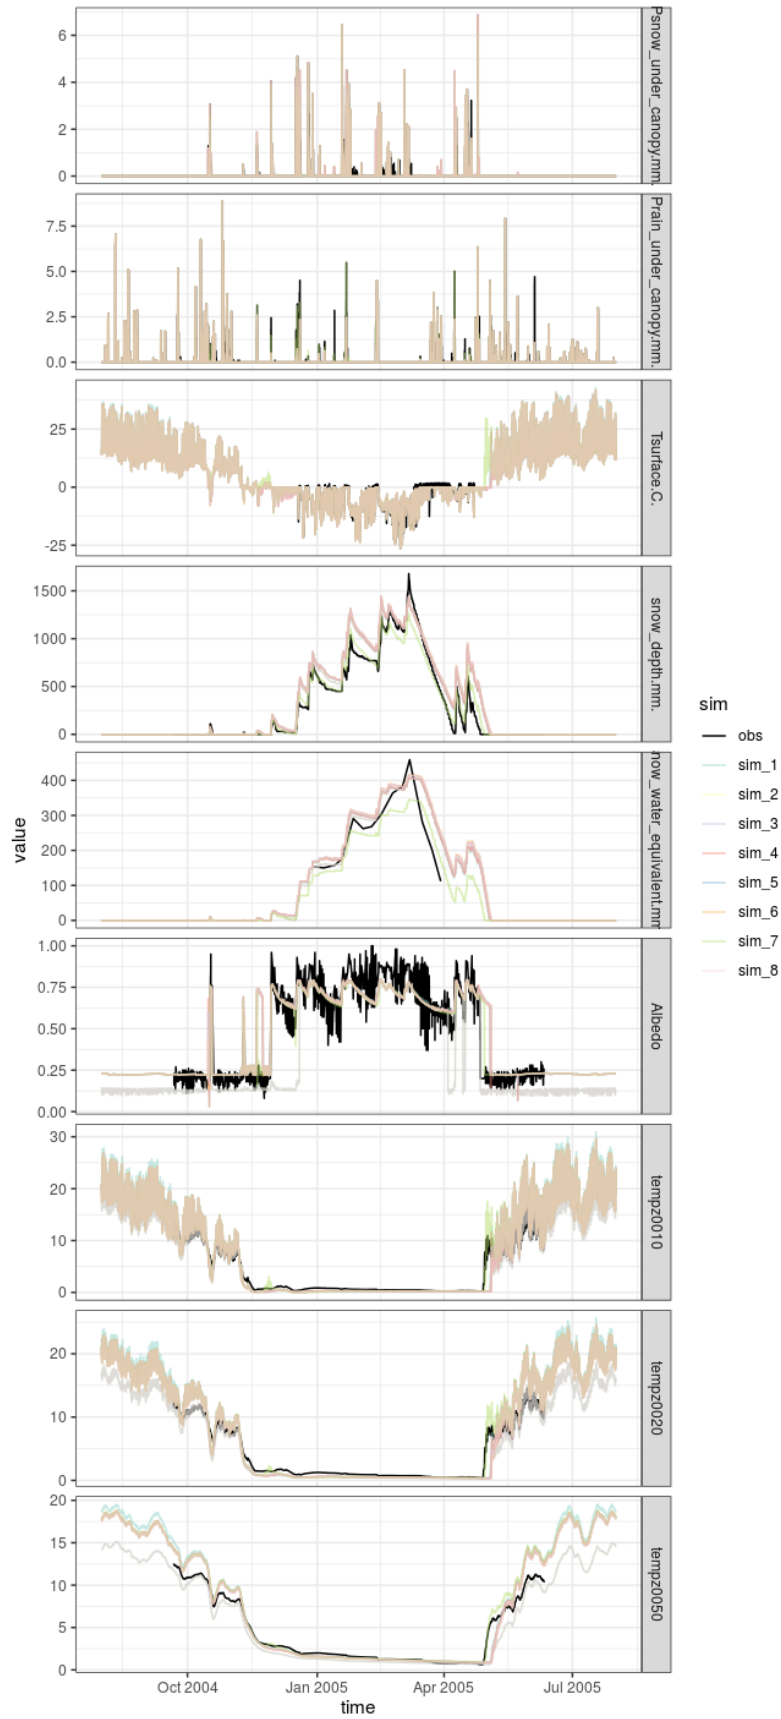 6
4
2
0
Psnow_under_canopy.mm.
7.5
5.0
2.5
0.0
Prain_under_canopy.mm.
25
0
-25
Tsurface.C.
1500
1000
500
0
snow_depth.mm.
400
300
200
100
0
now_water_equivalent.mm
1.00
0.75
0.50
0.25
0.00
Albedo
30
20
10
0
tempz0010
20
10
0
tempz0020
20
15
10
5
0
tempz0050
Oct 2004
Jan 2005
Apr 2005
Jul 2005
time
value
sim
obs
sim_1
sim_2
sim_3
sim_4
sim_5
sim_6
sim_7
sim_8